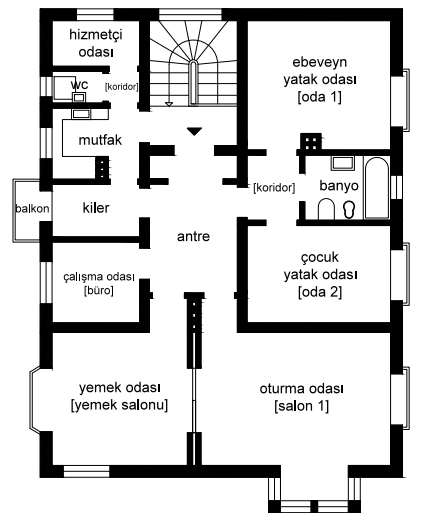 hizmetçi
odası
wc
[koridor]
mutfak
ebeveyn
yatak odası
[oda 1]
[koridor]
banyo
balkon
kiler
antre
çocuk
yatak odası
[oda 2]
çalışma odası
[büro]
yemek odası
[yemek salonu]
oturma odası
[salon 1]